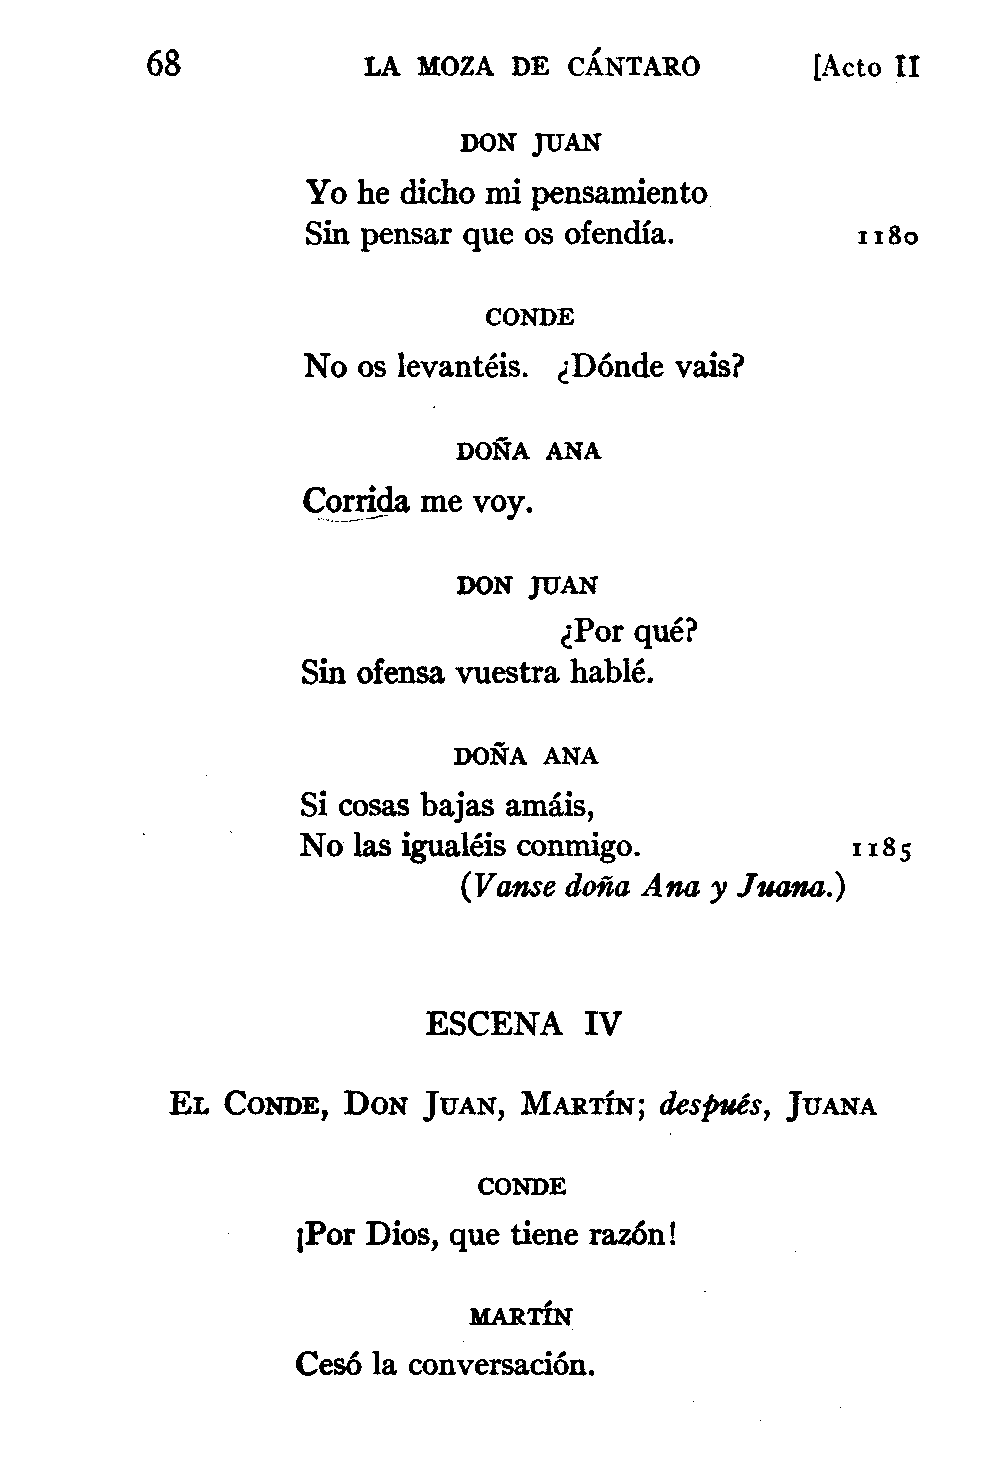 68 LA MOZA DE CÁNTARO [Acto II
DON JUAN
Yo he dicho mi pensamiento
Sin pensar que os ofendía. 1180
CONDE
No os levantéis. ¿Dónde vais?
DOÑA ANA
Corrida me voy.
DON JUAN
¿Por qué?
Sin ofensa vuestra hablé.
DOÑA ANA
Si cosas bajas amáis,
No las igualéis conmigo. 1185
(Vanse doña Ana y Juana.)
ESCENA IV
EL CONDE, DON JUAN, MARTÍN; después, JUANA
CONDE
¡Por Dios, que tiene razón!
MARTÍN
Cesó la conversación.